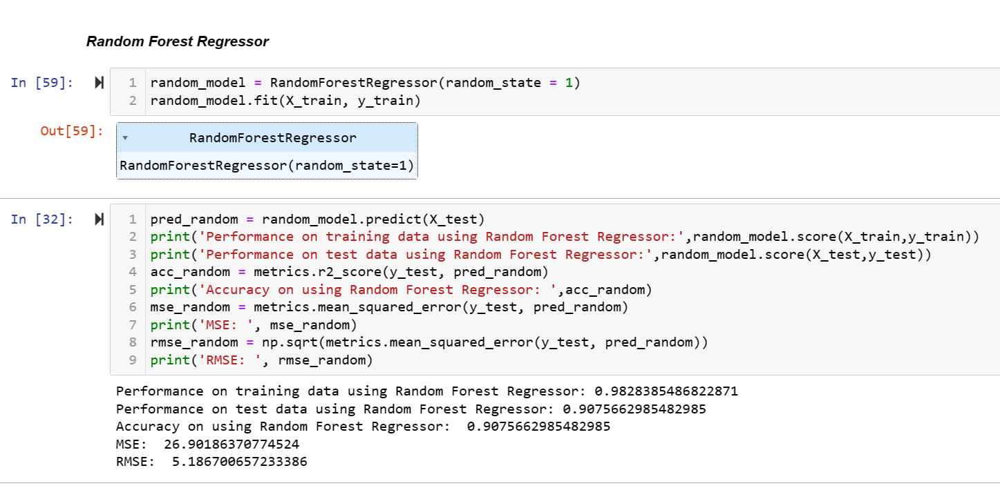 Random Forest Regressor
In [59]:
1 random_model = RandomForestRegressor(random_state = 1)
2 random_model.fit(X_train, y_train)
Out[59]:
RandomForestRegressor
RandomForestRegressor(random_state=1)
In [32]:
1 pred_random = random_model.predict(X_test)
2 print('Performance on training data using Random Forest Regressor:',random_model.score(X_train,y_train))
3 print('Performance on test data using Random Forest Regressor:',random_model.score(X_test,y_test))
4 acc_random = metrics.r2_score(y_test, pred_random)
5 print('Accuracy on using Random Forest Regressor: ',acc_random)
6 mse_random = metrics.mean_squared_error(y_test, pred_random)
7 print('MSE: ', mse_random)
8 rmse_random = np.sqrt(metrics.mean_squared_error(y_test, pred_random))
9 print('RMSE: ', rmse_random)
Performance on training data using Random Forest Regressor: 0.9828385486822871
Performance on test data using Random Forest Regressor: 0.9075662985482985
Accuracy on using Random Forest Regressor:  0.9075662985482985
MSE:  26.90186370774524
RMSE:  5.186700657233386